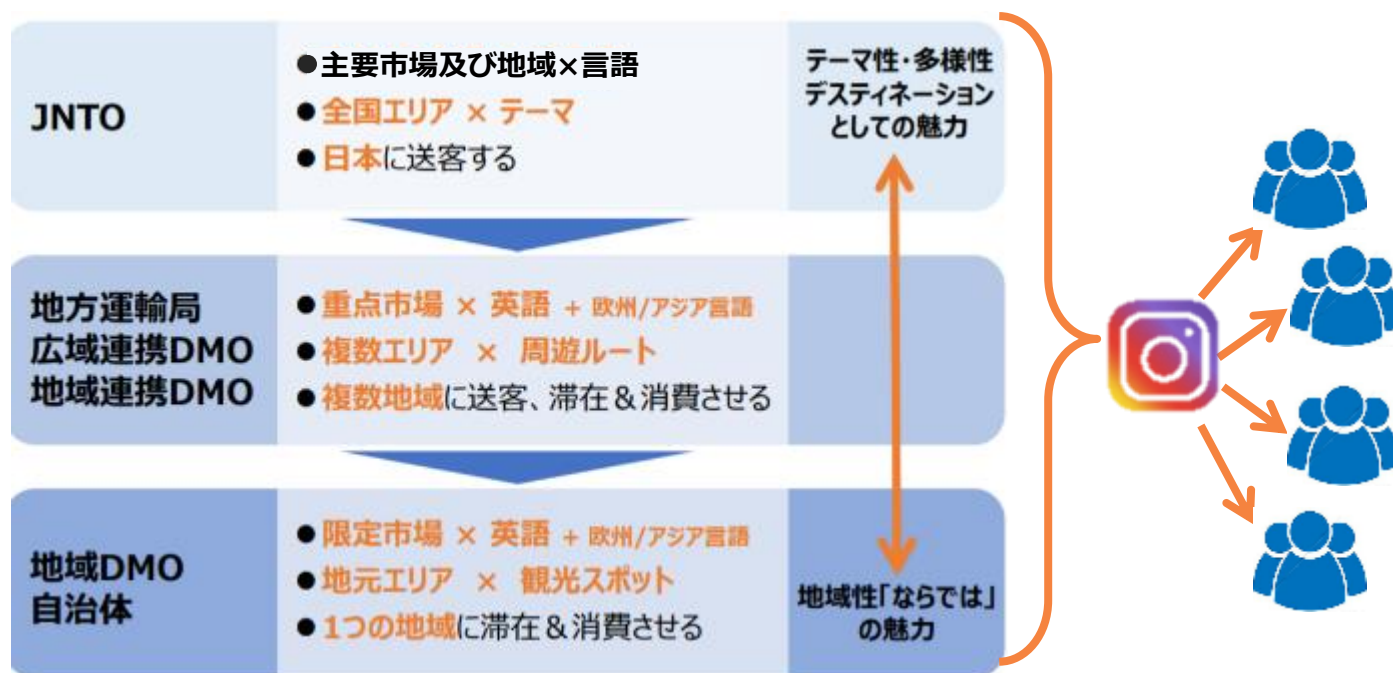 JNTO
●主要市場及び地域×言語
●全国エリア × テーマ
●日本に送客する
テーマ性・多様性
デスティネーション
としての魅力
地方運輸局
広域連携DMO
地域連携DMO
●重点市場 × 英語 + 欧州/アジア言語
●複数エリア × 周遊ルート
●複数地域に送客、滞在＆消費させる
地域DMO
自治体
●限定市場 × 英語 + 欧州/アジア言語
●地元エリア × 観光スポット
●1つの地域に滞在＆消費させる
地域性「ならでは」
の魅力